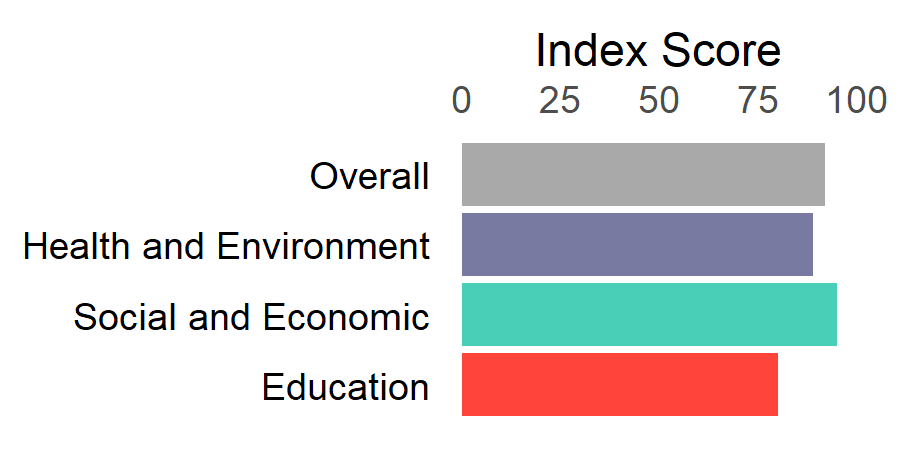 Index Score
0 25 50 75 100
Overall
Health and Environment
Social and Economic
Education